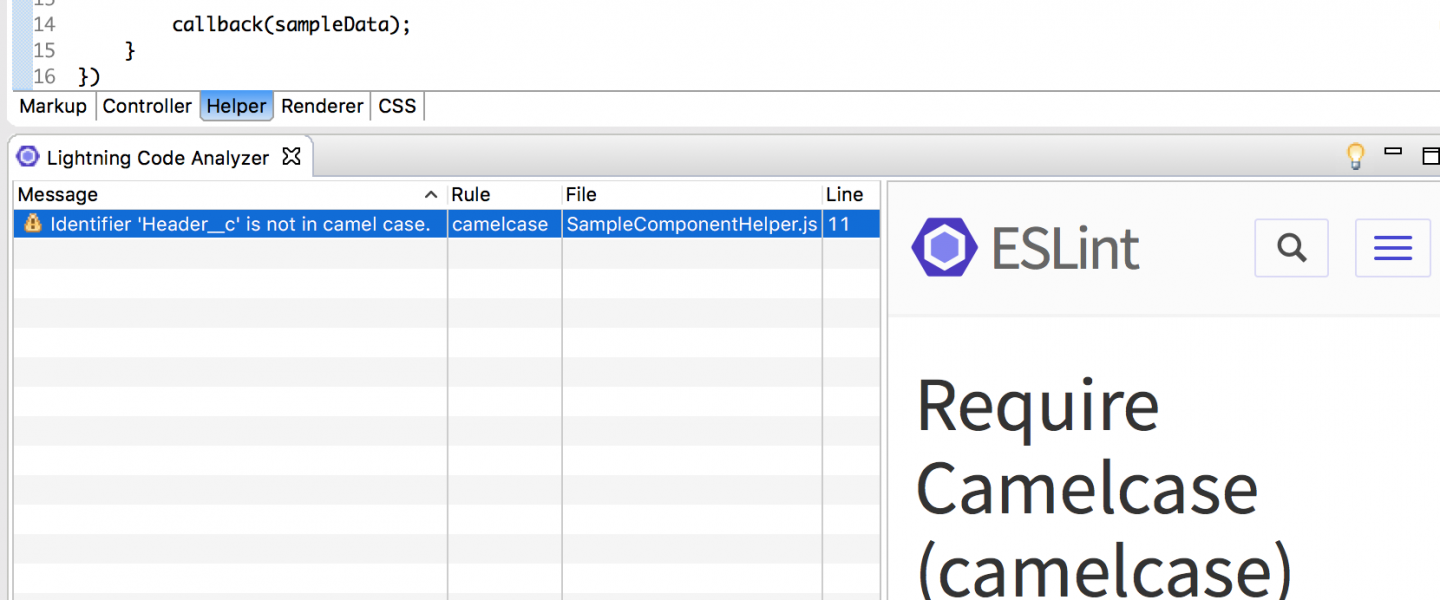 14 callback(sampleData);
15 }
16 })
Markup Controller Helper Renderer CSS
Lightning Code Analyzer
Message Rule File Line
Identifier 'Header__c' is not in camel case. camelcase SampleComponentHelper.js 11
ESLint
Require
Camelcase
(camelcase)